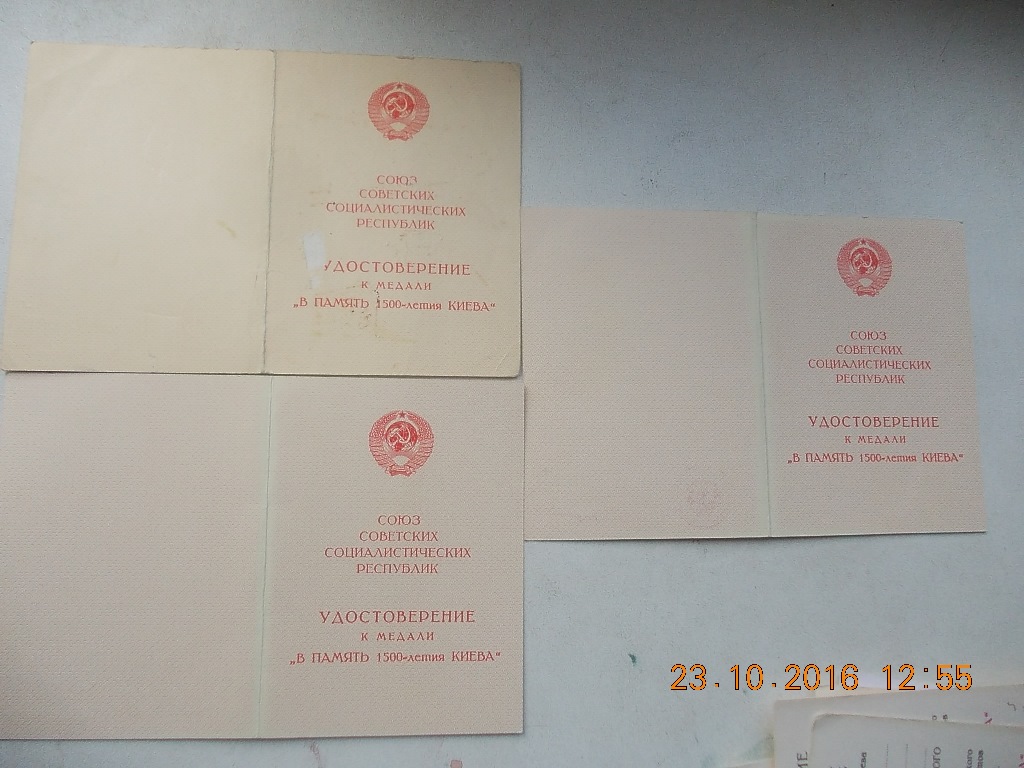 СОЮЗ
СОВЕТСКИХ
СОЦИАЛИСТИЧЕСКИХ
РЕСПУБЛИК
УДОСТОВЕРЕНИЕ
К МЕДАЛИ
„В ПАМЯТЬ 1500-летия КИЕВА“
СОЮЗ
СОВЕТСКИХ
СОЦИАЛИСТИЧЕСКИХ
РЕСПУБЛИК
УДОСТОВЕРЕНИЕ
К МЕДАЛИ
„В ПАМЯТЬ 1500-летия КИЕВА“
СОЮЗ
СОВЕТСКИХ
СОЦИАЛИСТИЧЕСКИХ
РЕСПУБЛИК
УДОСТОВЕРЕНИЕ
К МЕДАЛИ
„В ПАМЯТЬ 1500-летия КИЕВА“
23.10.2016 12:55